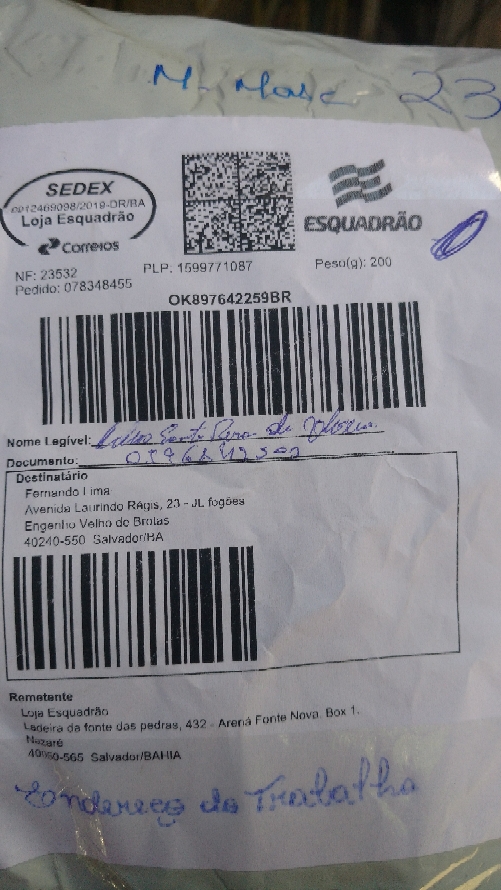 23
SEDEX
0912469098/2019-DR/BA
Loja Esquadrão
Correios
ESQUADRÃO
NF: 23532
PLP: 1599771087
Peso(g): 200
Pedido: 078348455
OK897642259BR
Nome Legível:
Documento:
Destinatário
Fernando Lima
Avenida Laurindo Régis, 23 - JL fogões
Engenho Velho de Brotas
40240-550 Salvador/BA
Remetente
Loja Esquadrão
Ladeira da fonte das pedras, 432 - Arena Fonte Nova. Box 1.
Nazaré
40050-565 Salvador/BAHIA
Endereço do Trabalho